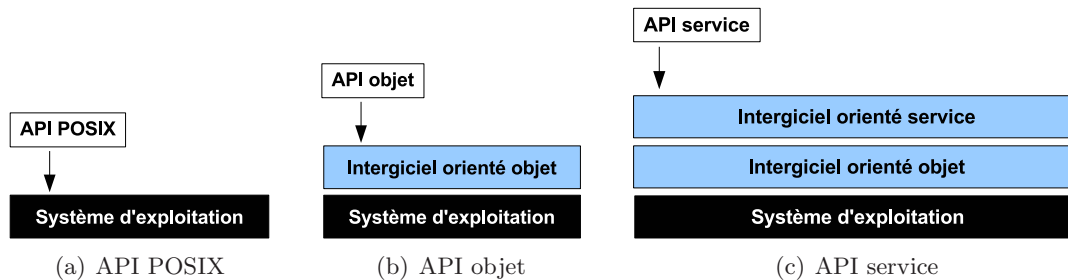 API POSIX
Système d'exploitation
(a) API POSIX
API objet
Intergiciel orienté objet
Système d'exploitation
(b) API objet
API service
Intergiciel orienté service
Intergiciel orienté objet
Système d'exploitation
(c) API service